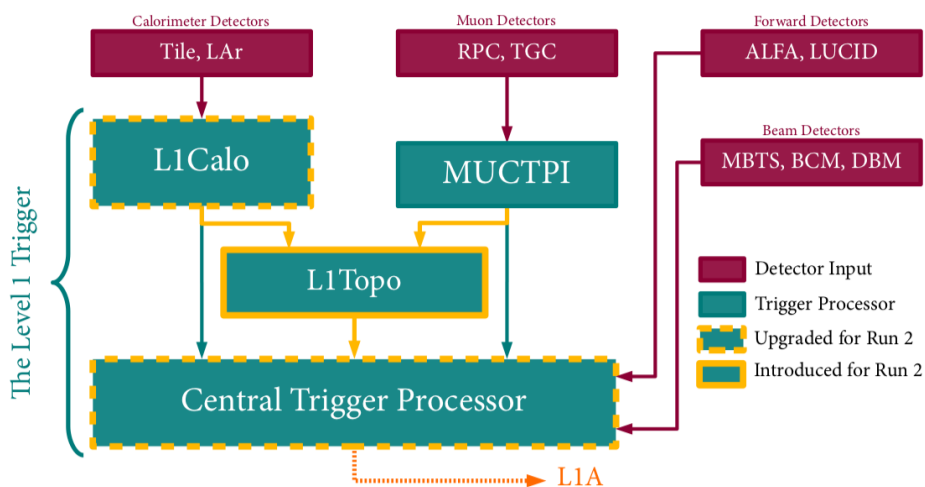 Calorimeter Detectors
Tile, LAr
Muon Detectors
RPC, TGC
Forward Detectors
ALFA, LUCID
Beam Detectors
MBTS, BCM, DBM
The Level 1 Trigger
L1Calo
MUCTPI
L1Topo
Central Trigger Processor
L1A
Detector Input
Trigger Processor
Upgraded for Run 2
Introduced for Run 2